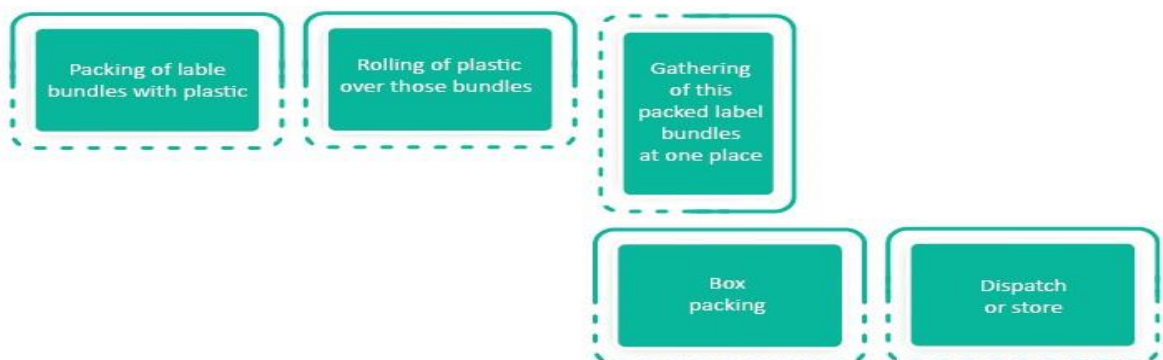 Packing of lable
bundles with plastic
Rolling of plastic
over those bundles
Gathering
of this
packed label
bundles
at one place
Box
packing
Dispatch
or store